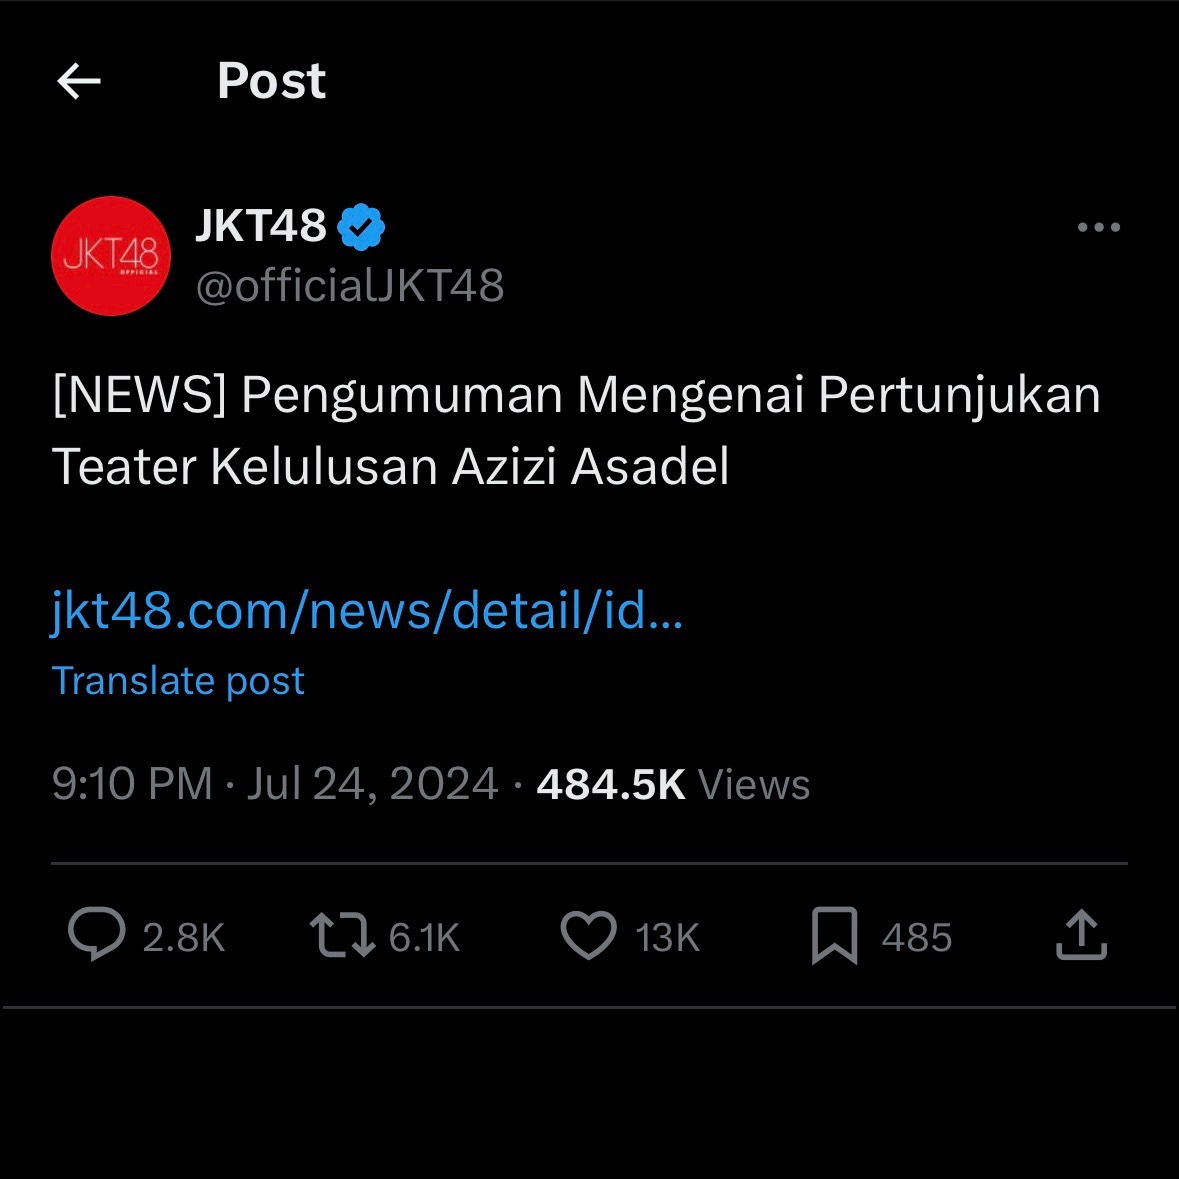 Post
JKT48
OFFICIAL
JKT48
@officialJKT48
[NEWS] Pengumuman Mengenai Pertunjukan
Teater Kelulusan Azizi Asadel
jkt48.com/news/detail/id...
Translate post
9:10 PM · Jul 24, 2024 · 484.5K Views
2.8K 6.1K 13K 485